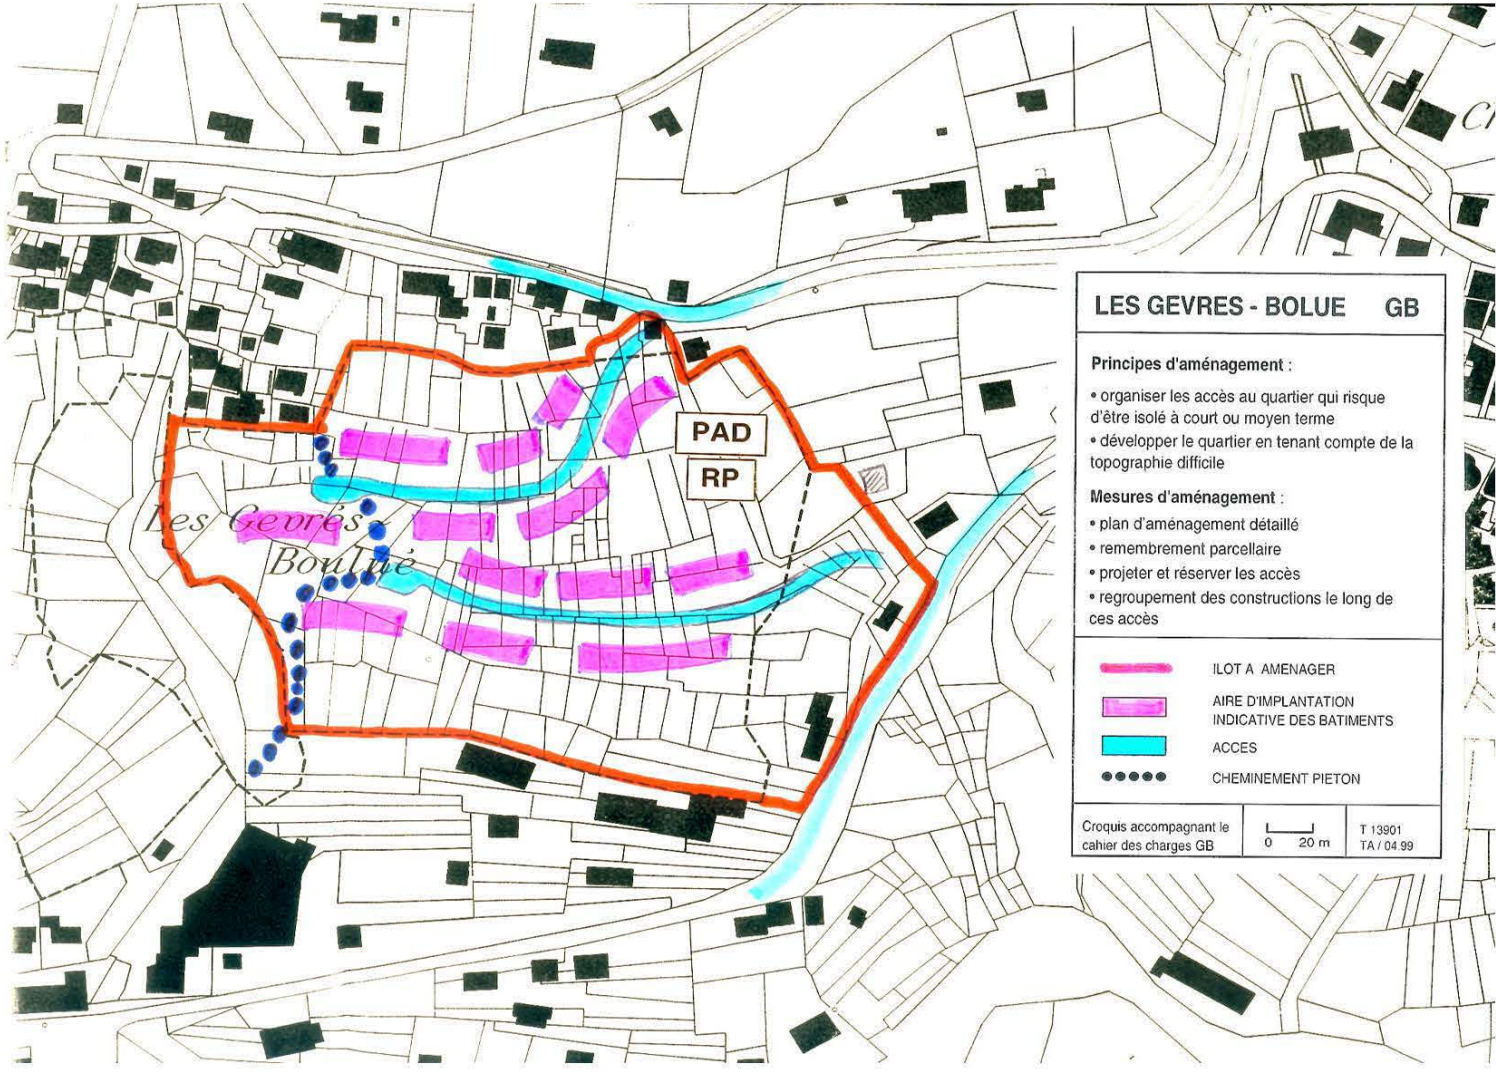 Ch
LES GEVRES - BOLUE GB
Principes d'aménagement :
• organiser les accès au quartier qui risque
d'être isolé à court ou moyen terme
• développer le quartier en tenant compte de la
topographie difficile
Mesures d'aménagement :
• plan d'aménagement détaillé
• remembrement parcellaire
• projeter et réserver les accès
• regroupement des constructions le long de
ces accès
ILOT A AMENAGER
AIRE D'IMPLANTATION
INDICATIVE DES BATIMENTS
ACCES
CHEMINEMENT PIETON
Croquis accompagnant le
cahier des charges GB
0 20 m
T 13901
TA / 04.99
PAD
RP
Les Gevrés
Boulué